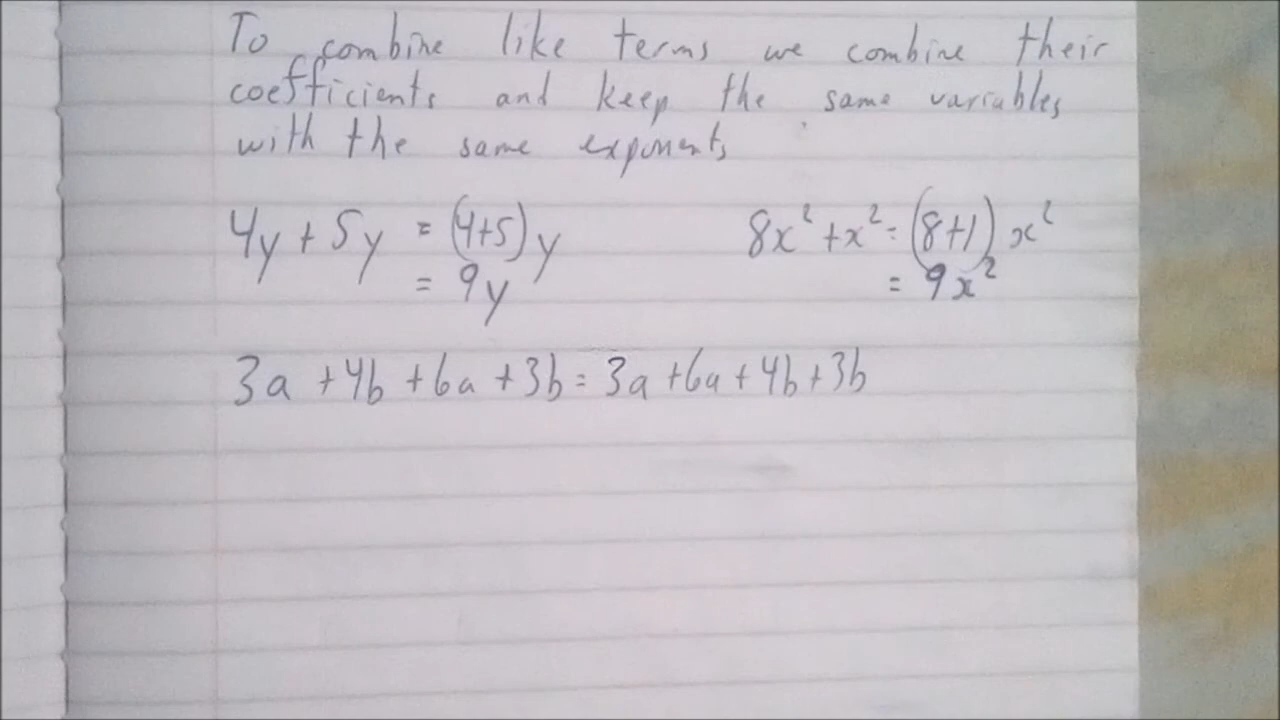 To combine like terms we combine their
coefficients and keep the same variables
with the same exponents
4y + 5y = (4+5)y
= 9y
8x² + x² = (8+1)x²
= 9x²
3a + 4b + 6a + 3b = 3a + 6a + 4b + 3b